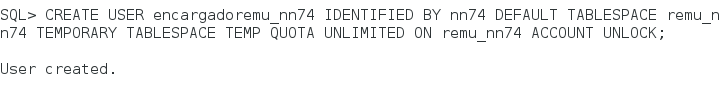 SQL> CREATE USER encargadoremu_nn74 IDENTIFIED BY nn74 DEFAULT TABLESPACE remu_n
n74 TEMPORARY TABLESPACE TEMP QUOTA UNLIMITED ON remu_nn74 ACCOUNT UNLOCK;
User created.